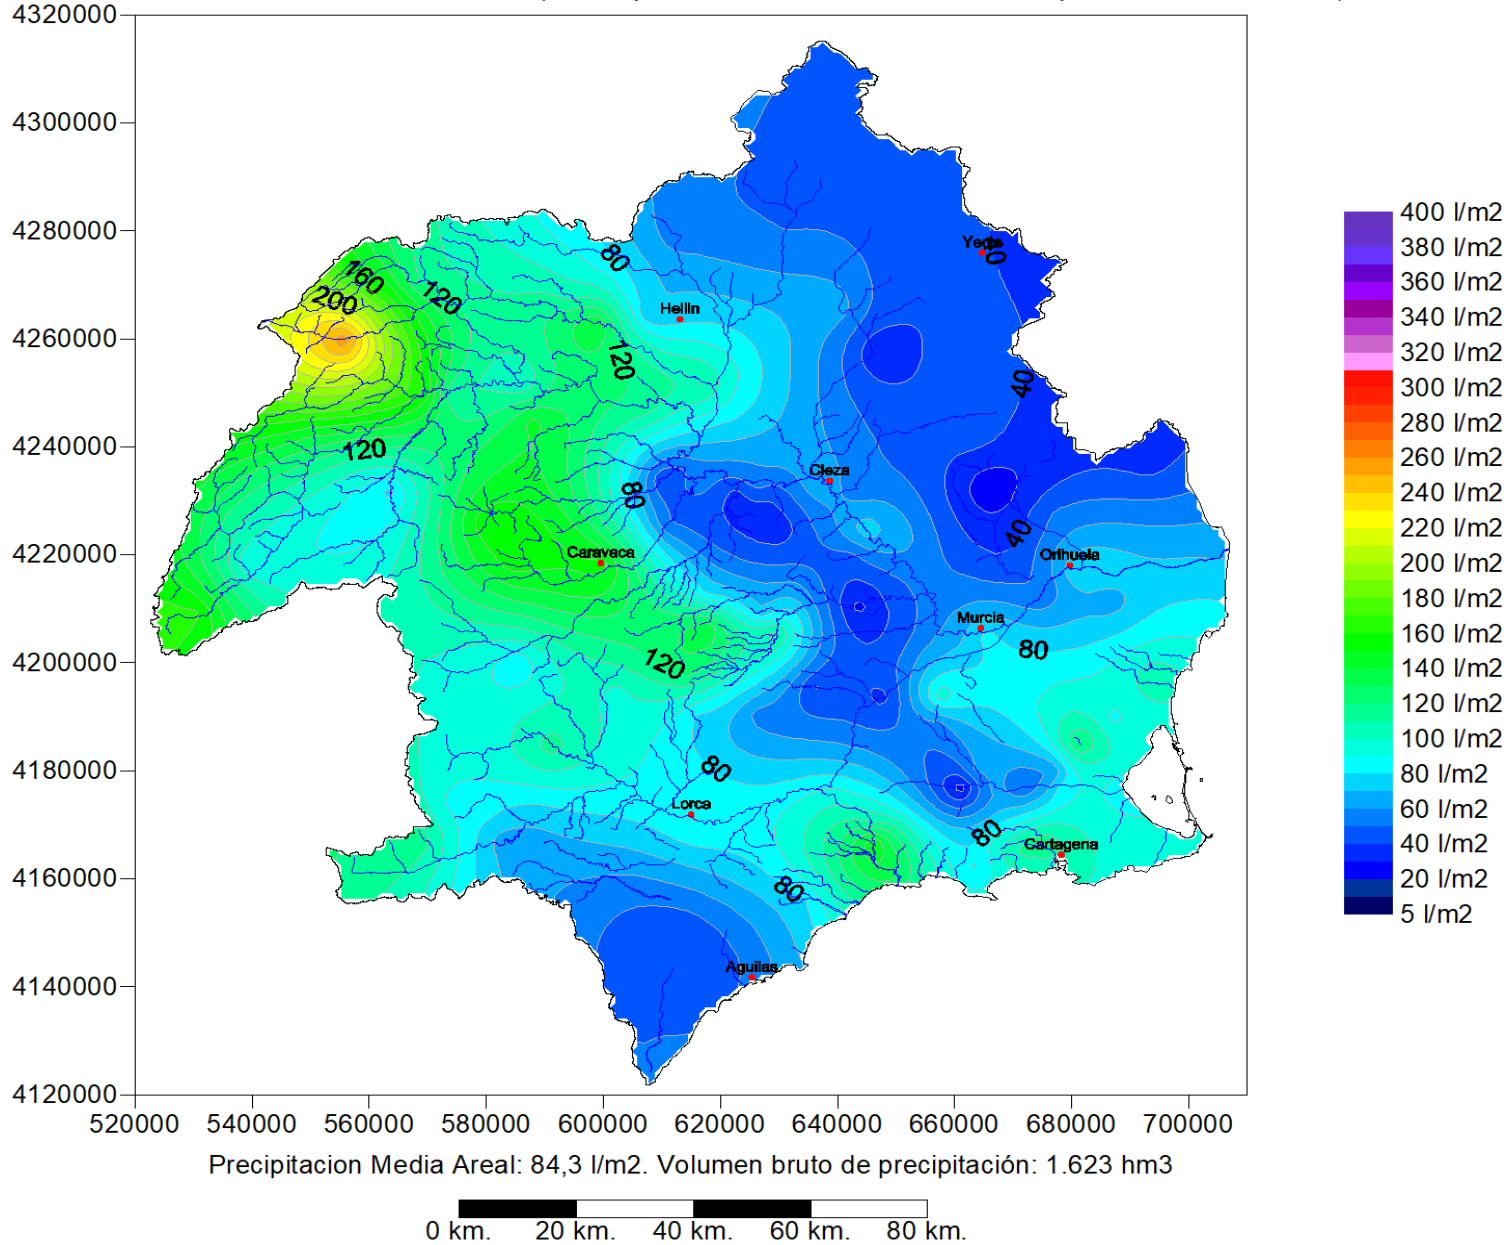 4320000
4300000
4280000
4260000
4240000
4220000
4200000
4180000
4160000
4140000
4120000
520000 540000 560000 580000 600000 620000 640000 660000 680000 700000
Yecla
80
160
200
120
Hellin
120
40
120
Cieza
80
40
Caravaca
Orihuela
Murcia
80
120
80
Lorca
80
Cartagena
80
Aguilas
400 l/m2
380 l/m2
360 l/m2
340 l/m2
320 l/m2
300 l/m2
280 l/m2
260 l/m2
240 l/m2
220 l/m2
200 l/m2
180 l/m2
160 l/m2
140 l/m2
120 l/m2
100 l/m2
80 l/m2
60 l/m2
40 l/m2
20 l/m2
5 l/m2
Precipitacion Media Areal: 84,3 l/m2. Volumen bruto de precipitación: 1.623 hm3
0 km. 20 km. 40 km. 60 km. 80 km.